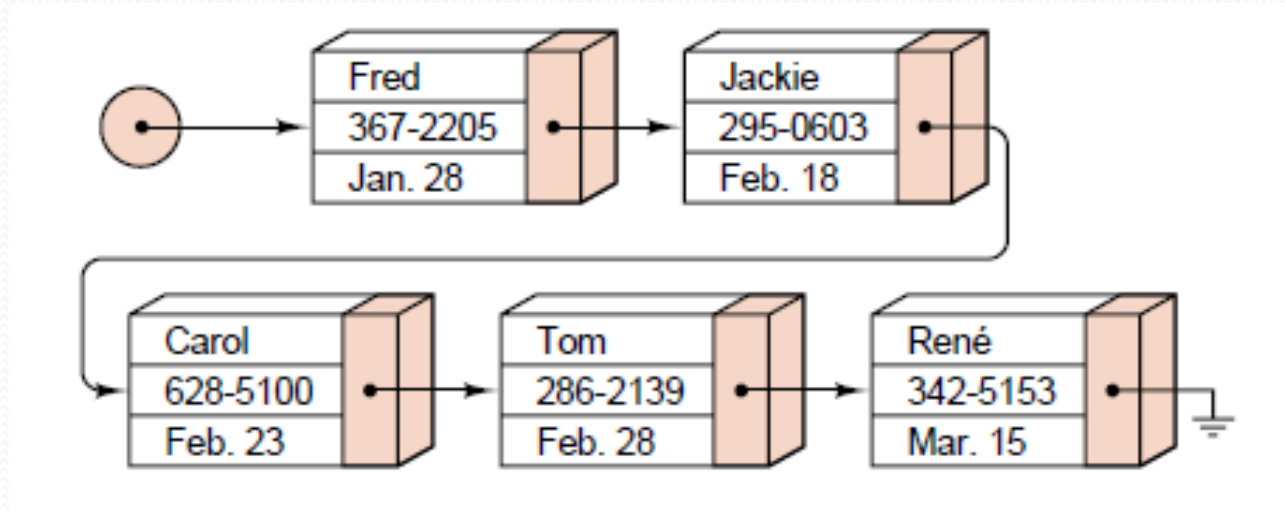 Fred
367-2205
Jan. 28
Jackie
295-0603
Feb. 18
Carol
628-5100
Feb. 23
Tom
286-2139
Feb. 28
René
342-5153
Mar. 15